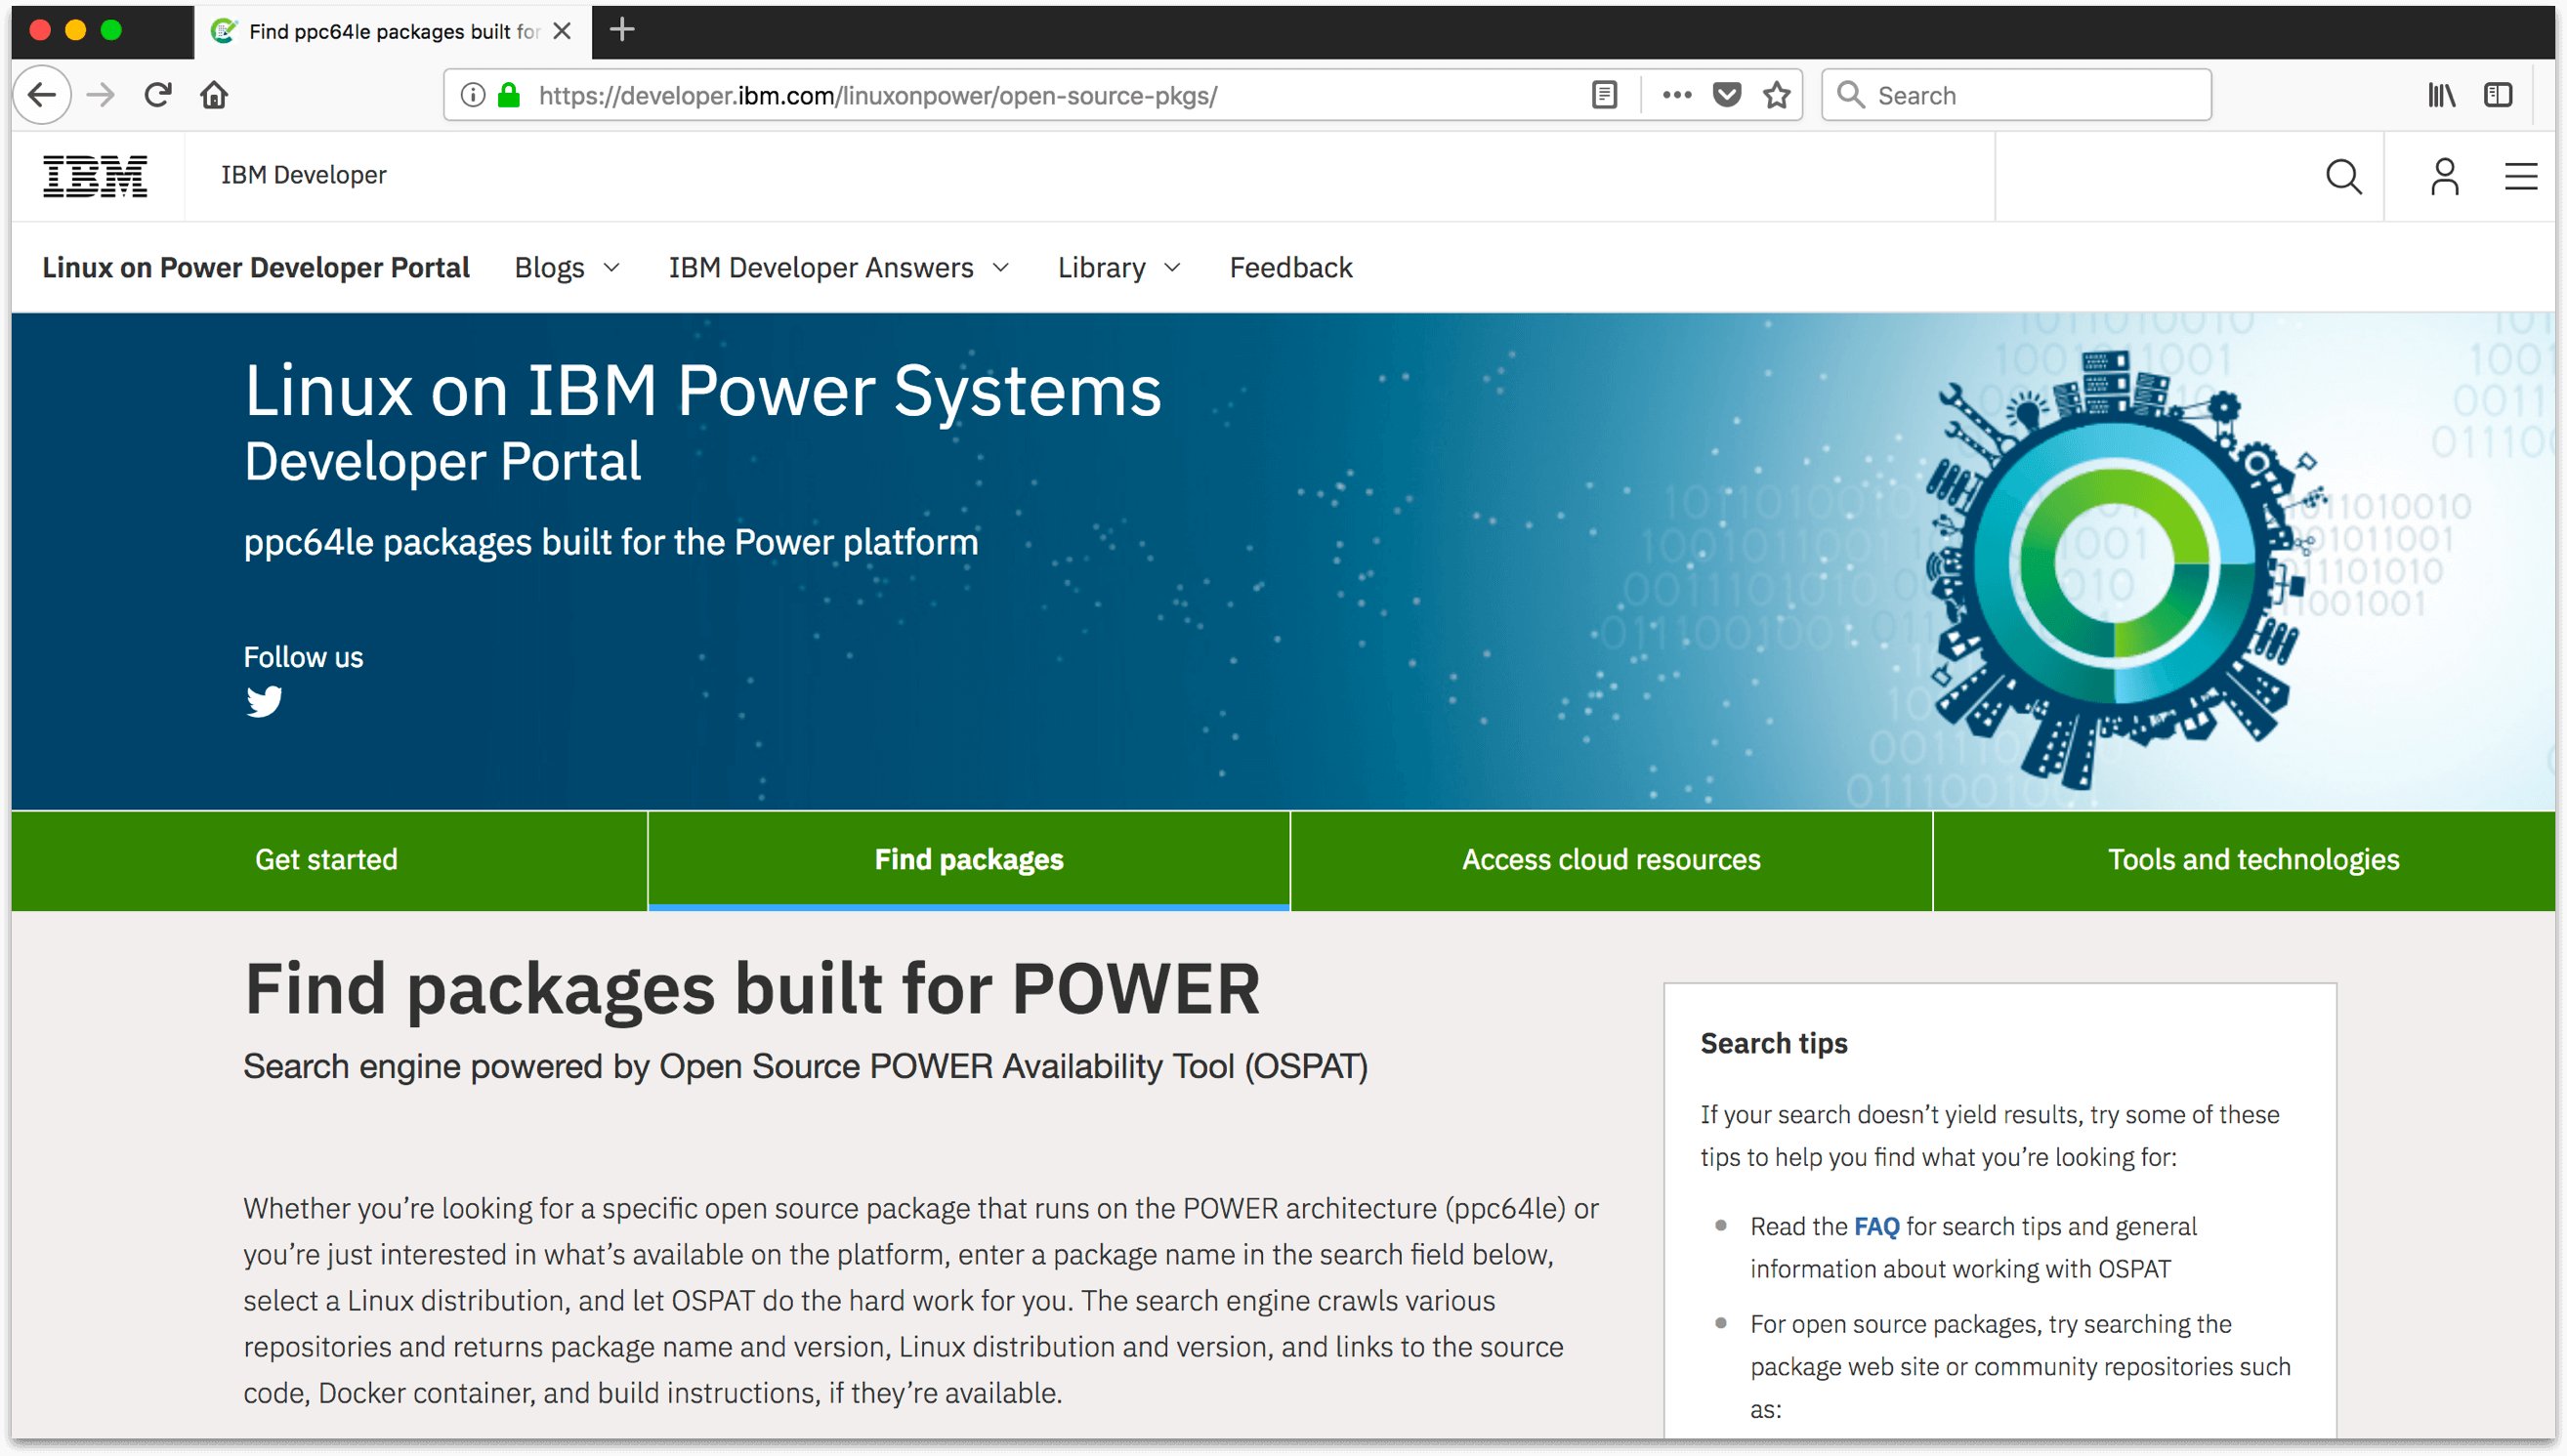 Find ppc64le packages built for
https://developer.ibm.com/linuxonpower/open-source-pkgs/
Search
IBM
IBM Developer
Linux on Power Developer Portal
Blogs
IBM Developer Answers
Library
Feedback
Linux on IBM Power Systems
Developer Portal
ppc64le packages built for the Power platform
Follow us
Get started
Find packages
Access cloud resources
Tools and technologies
Find packages built for POWER
Search engine powered by Open Source POWER Availability Tool (OSPAT)
Whether you’re looking for a specific open source package that runs on the POWER architecture (ppc64le) or
you’re just interested in what’s available on the platform, enter a package name in the search field below,
select a Linux distribution, and let OSPAT do the hard work for you. The search engine crawls various
repositories and returns package name and version, Linux distribution and version, and links to the source
code, Docker container, and build instructions, if they’re available.
Search tips
If your search doesn’t yield results, try some of these
tips to help you find what you’re looking for:
Read the FAQ for search tips and general
information about working with OSPAT
For open source packages, try searching the
package web site or community repositories such
as: